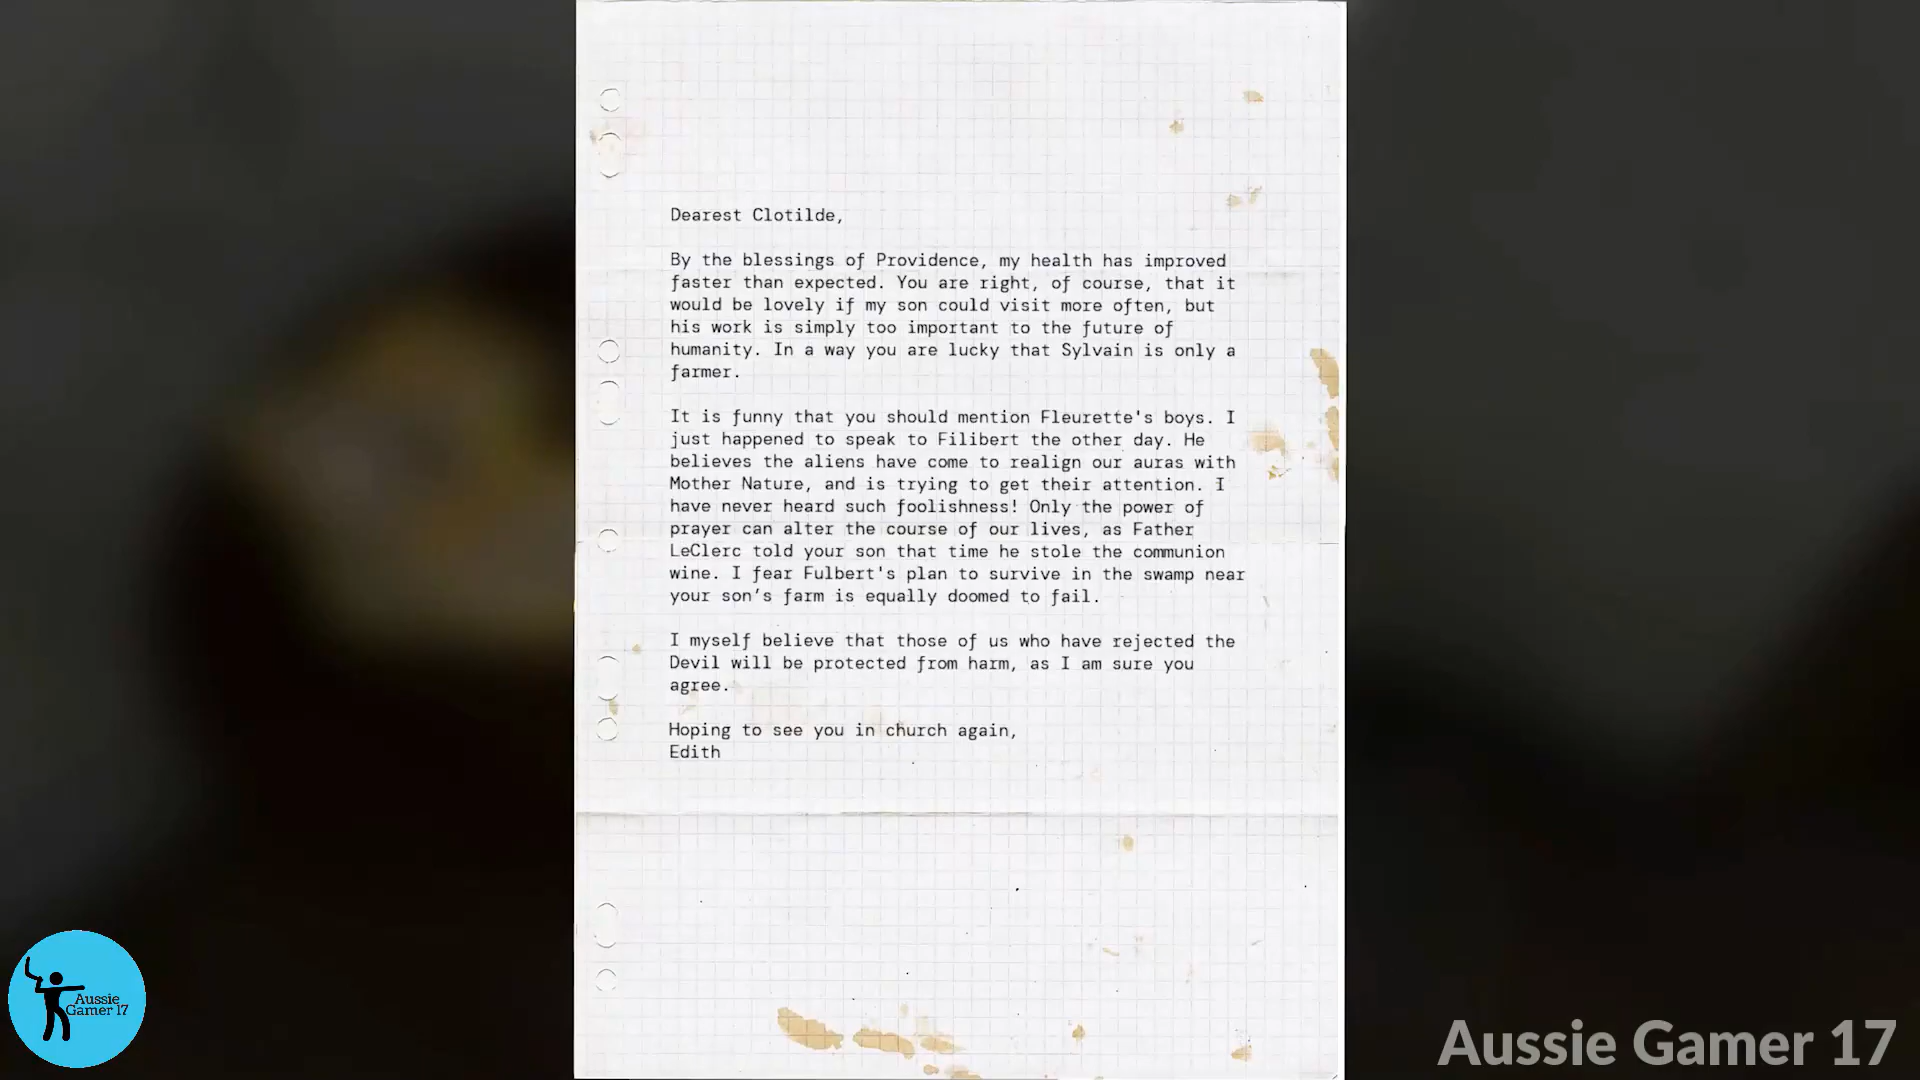 Dearest Clotilde,
By the blessings of Providence, my health has improved
faster than expected. You are right, of course, that it
would be lovely if my son could visit more often, but
his work is simply too important to the future of
humanity. In a way you are lucky that Sylvain is only a
farmer.
It is funny that you should mention Fleurette's boys. I
just happened to speak to Filibert the other day. He
believes the aliens have come to realign our auras with
Mother Nature, and is trying to get their attention. I
have never heard such foolishness! Only the power of
prayer can alter the course of our lives, as Father
LeClerc told your son that time he stole the communion
wine. I fear Fulbert's plan to survive in the swamp near
your son’s farm is equally doomed to fail.
I myself believe that those of us who have rejected the
Devil will be protected from harm, as I am sure you
agree.
Hoping to see you in church again,
Edith
Aussie
Gamer 17
Aussie Gamer 17